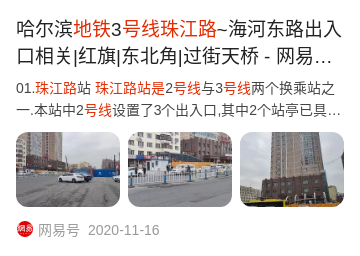 哈尔滨地铁3号线珠江路~海河东路出入
口相关|红旗|东北角|过街天桥 - 网易…
01.珠江路站 珠江路站是2号线与3号线两个换乘站之
一.本站中2号线设置了3个出入口,其中2个站亭已具…
网易号 2020-11-16